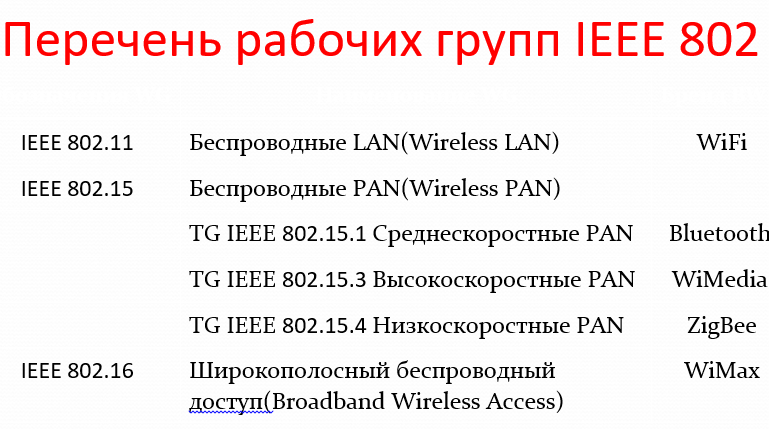 Перечень рабочих групп IEEE 802
IEEE 802.11 Беспроводные LAN(Wireless LAN) WiFi
IEEE 802.15 Беспроводные PAN(Wireless PAN)
TG IEEE 802.15.1 Среднескоростные PAN Bluetooth
TG IEEE 802.15.3 Высокоскоростные PAN WiMedia
TG IEEE 802.15.4 Низкоскоростные PAN ZigBee
IEEE 802.16 Широкополосный беспроводный WiMax
доступ(Broadband Wireless Access)